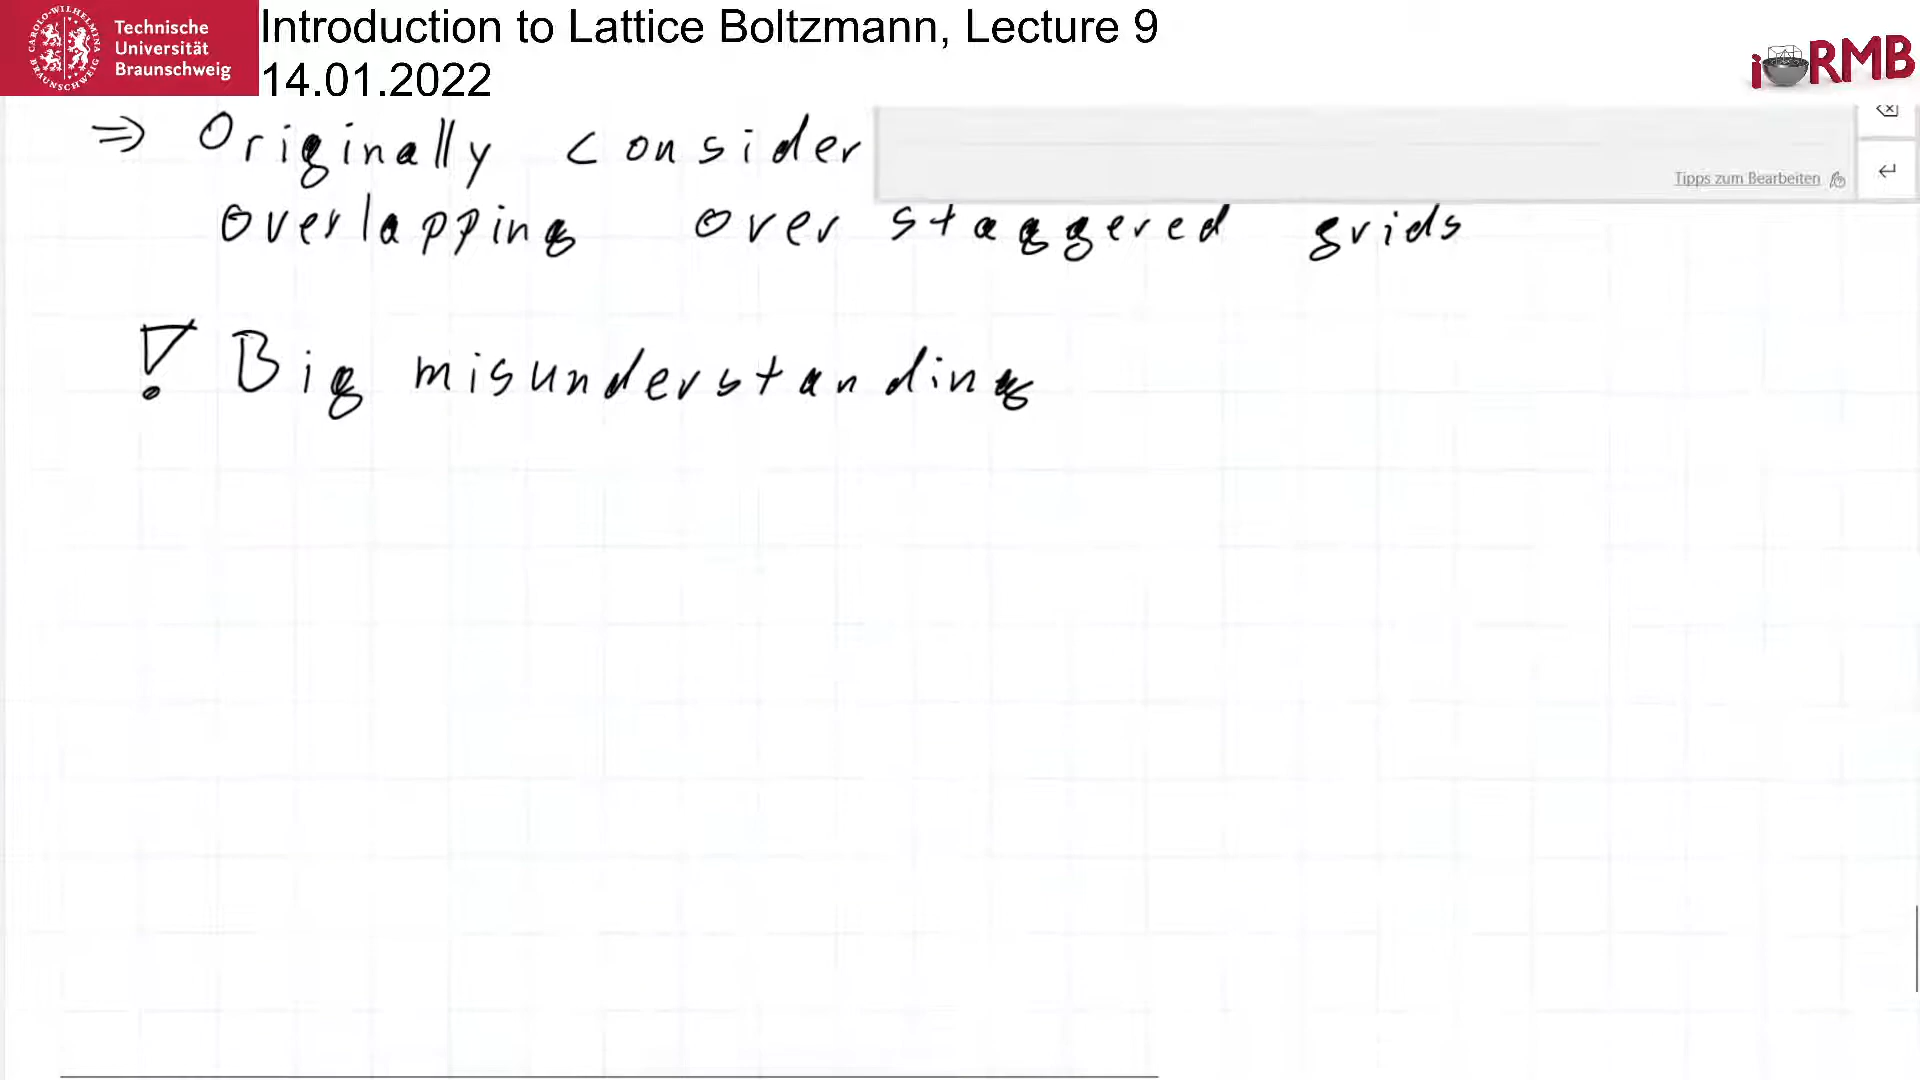 Technische
Universität
Braunschweig
Introduction to Lattice Boltzmann, Lecture 9
14.01.2022
iRMB
⇒ Originally consider
Tipps zum Bearbeiten
overlapping over staggered grids
! Big misunderstanding